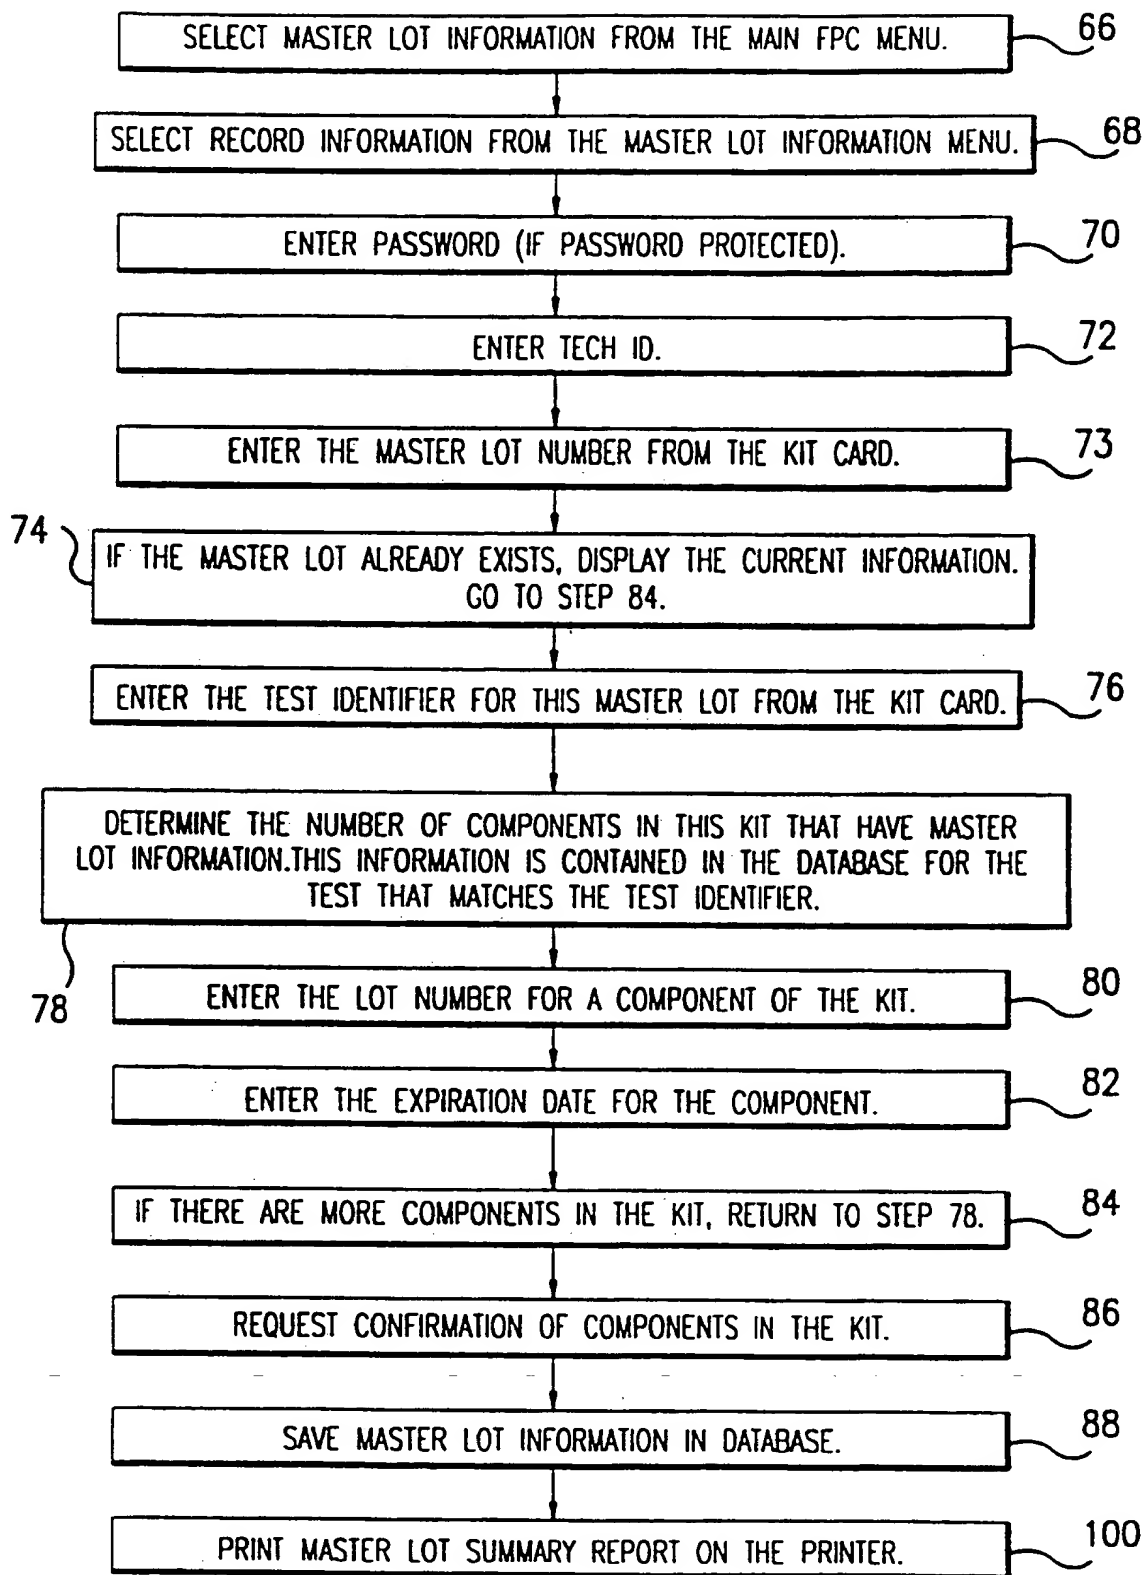 SELECT MASTER LOT INFORMATION FROM THE MAIN FPC MENU.
66
SELECT RECORD INFORMATION FROM THE MASTER LOT INFORMATION MENU.
68
ENTER PASSWORD (IF PASSWORD PROTECTED).
70
ENTER TECH ID.
72
ENTER THE MASTER LOT NUMBER FROM THE KIT CARD.
73
74
IF THE MASTER LOT ALREADY EXISTS, DISPLAY THE CURRENT INFORMATION.
GO TO STEP 84.
ENTER THE TEST IDENTIFIER FOR THIS MASTER LOT FROM THE KIT CARD.
76
DETERMINE THE NUMBER OF COMPONENTS IN THIS KIT THAT HAVE MASTER
LOT INFORMATION.THIS INFORMATION IS CONTAINED IN THE DATABASE FOR THE
TEST THAT MATCHES THE TEST IDENTIFIER.
78
ENTER THE LOT NUMBER FOR A COMPONENT OF THE KIT.
80
ENTER THE EXPIRATION DATE FOR THE COMPONENT.
82
IF THERE ARE MORE COMPONENTS IN THE KIT, RETURN TO STEP 78.
84
REQUEST CONFIRMATION OF COMPONENTS IN THE KIT.
86
SAVE MASTER LOT INFORMATION IN DATABASE.
88
PRINT MASTER LOT SUMMARY REPORT ON THE PRINTER.
100